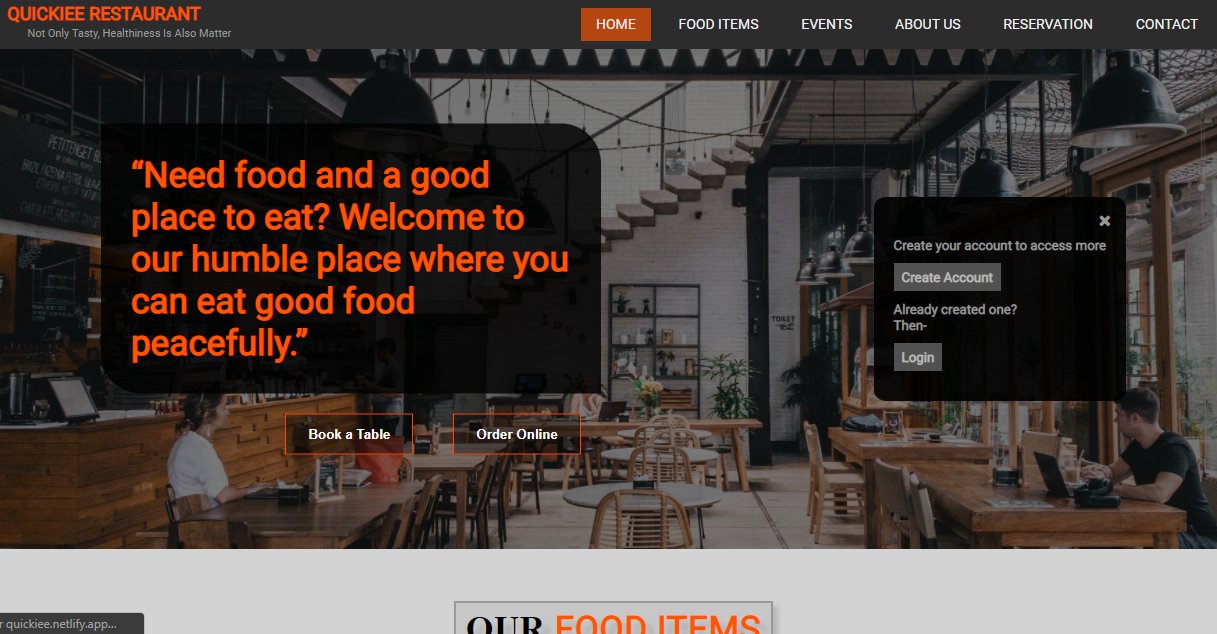 QUICKIEE RESTAURANT
Not Only Tasty, Healthiness Is Also Matter
HOME FOOD ITEMS EVENTS ABOUT US RESERVATION CONTACT
PETITENGET
“Need food and a good
place to eat? Welcome to
our humble place where you
can eat good food
peacefully.”
Create your account to access more
Create Account
Already created one?
Then-
Login
TOILET
Book a Table Order Online
OUR FOOD ITEMS
quickiee.netlify.app...